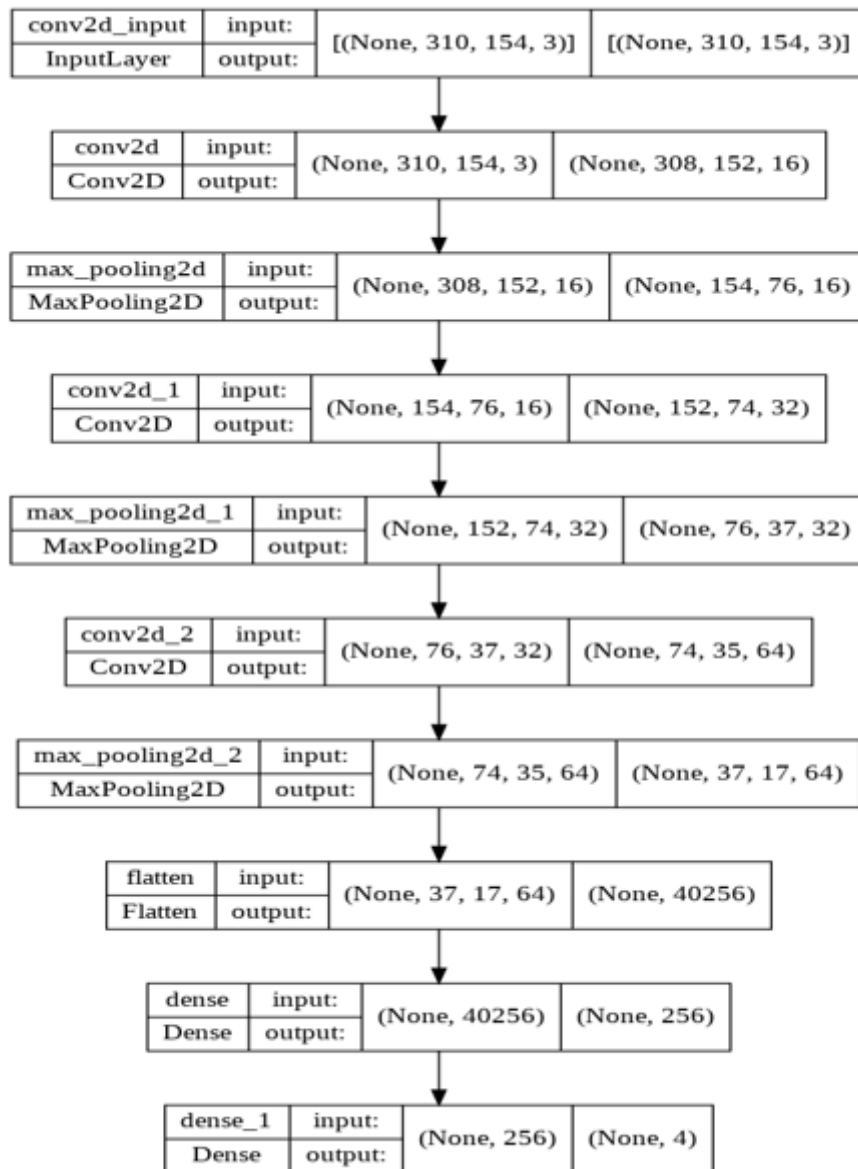 conv2d_input input: [(None, 310, 154, 3)] [(None, 310, 154, 3)]
InputLayer output:
conv2d input: (None, 310, 154, 3) (None, 308, 152, 16)
Conv2D output:
max_pooling2d input: (None, 308, 152, 16) (None, 154, 76, 16)
MaxPooling2D output:
conv2d_1 input: (None, 154, 76, 16) (None, 152, 74, 32)
Conv2D output:
max_pooling2d_1 input: (None, 152, 74, 32) (None, 76, 37, 32)
MaxPooling2D output:
conv2d_2 input: (None, 76, 37, 32) (None, 74, 35, 64)
Conv2D output:
max_pooling2d_2 input: (None, 74, 35, 64) (None, 37, 17, 64)
MaxPooling2D output:
flatten input: (None, 37, 17, 64) (None, 40256)
Flatten output:
dense input: (None, 40256) (None, 256)
Dense output:
dense_1 input: (None, 256) (None, 4)
Dense output: